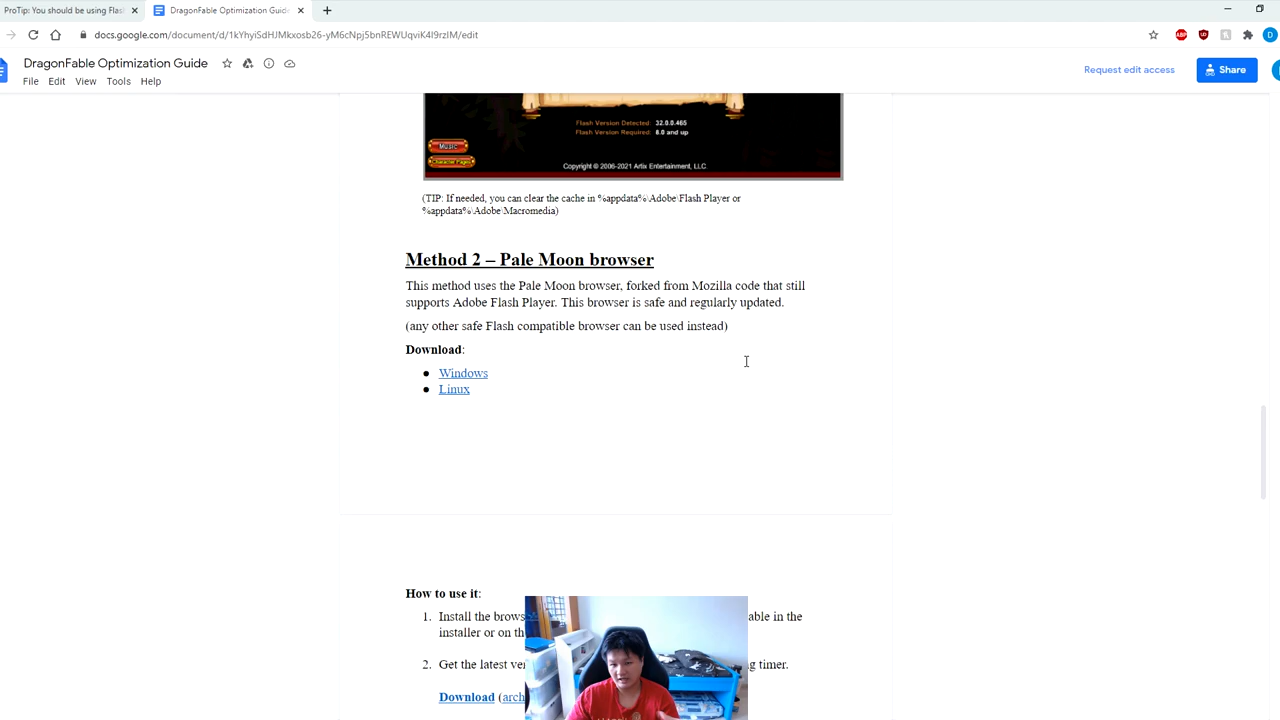 ProTip: You should be using Flas
DragonFable Optimization Guide
docs.google.com/document/d/1kYhyiSdHJMkxosb26-yM6cNpj5bnREWUqviK4l9rzIM/edit
ABP
D
DragonFable Optimization Guide
File Edit View Tools Help
Request edit access
Share
Flash Version Detected: 32.0.0.465
Flash Version Required: 8.0 and up
MUSIC
Character Pages
Copyright © 2006-2021 Artix Entertainment, LLC.
(TIP: If needed, you can clear the cache in %appdata%\Adobe\Flash Player or
%appdata%\Adobe\Macromedia)
Method 2 – Pale Moon browser
This method uses the Pale Moon browser, forked from Mozilla code that still
supports Adobe Flash Player. This browser is safe and regularly updated.
(any other safe Flash compatible browser can be used instead)
Download:
● Windows
● Linux
How to use it:
1. Install the brows able in the
installer or on th
2. Get the latest ver g timer.
Download (arch